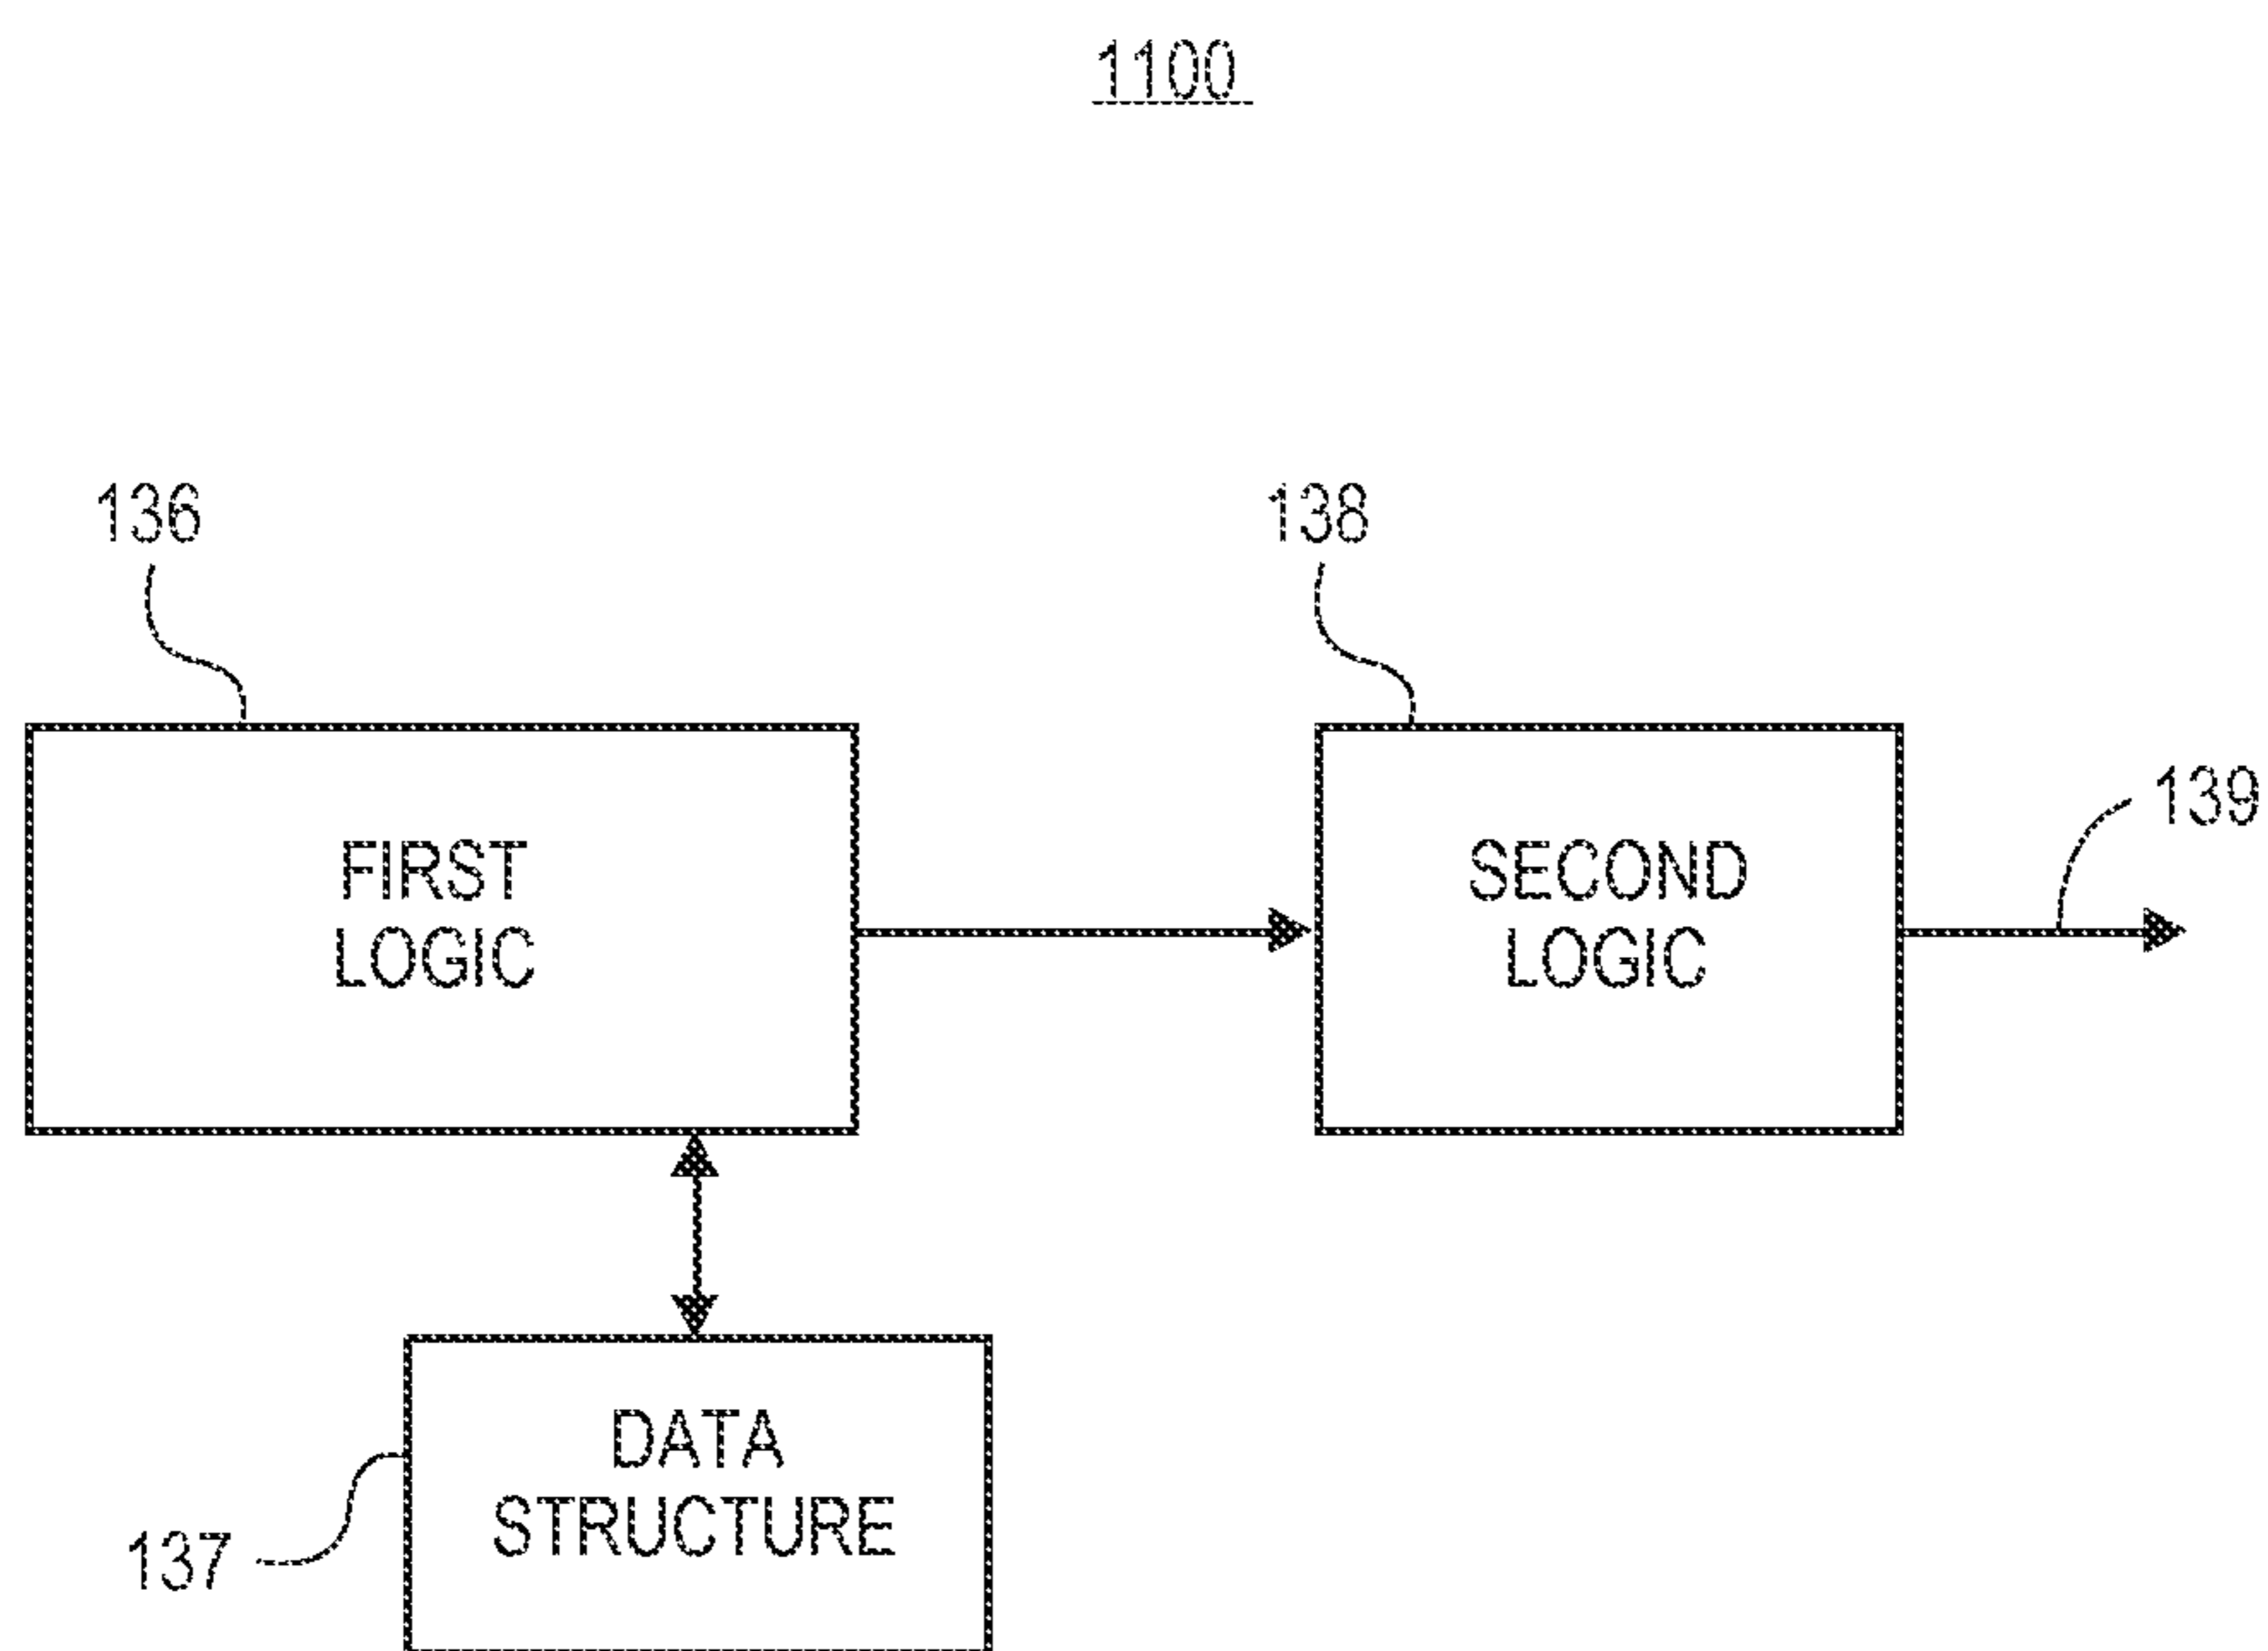 1100
136
138
139
FIRST
LOGIC
SECOND
LOGIC
DATA
STRUCTURE
137